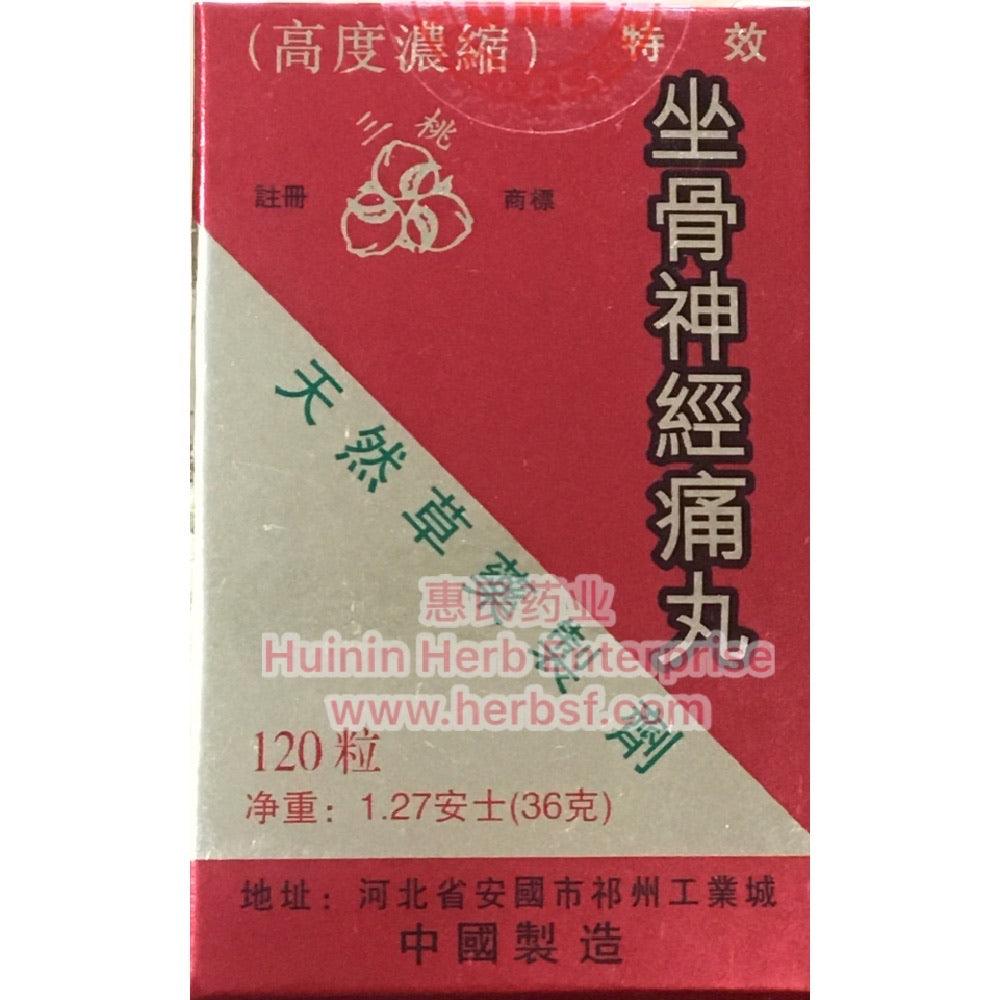 (高度濃縮) 特效
三桃
註冊 商標
坐骨神經痛丸
天然草藥製劑
惠民药业
Huinin Herb Enterprise
www.herbsf.com
120粒
净重: 1.27安士(36克)
地址: 河北省安國市祁州工業城
中國製造